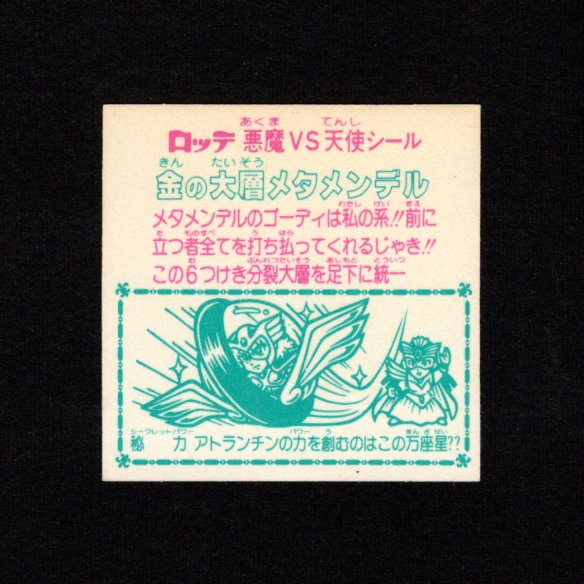 ロッテ 悪魔VS天使シール
金の大層メタメンデル
メタメンデルのゴーディは私の系!!前に
立つ者全てを打ち払ってくれるじゃき!!
この6つけき分裂大層を足下に統一
秘 力 アトランチンの力を創むのはこの万座星??